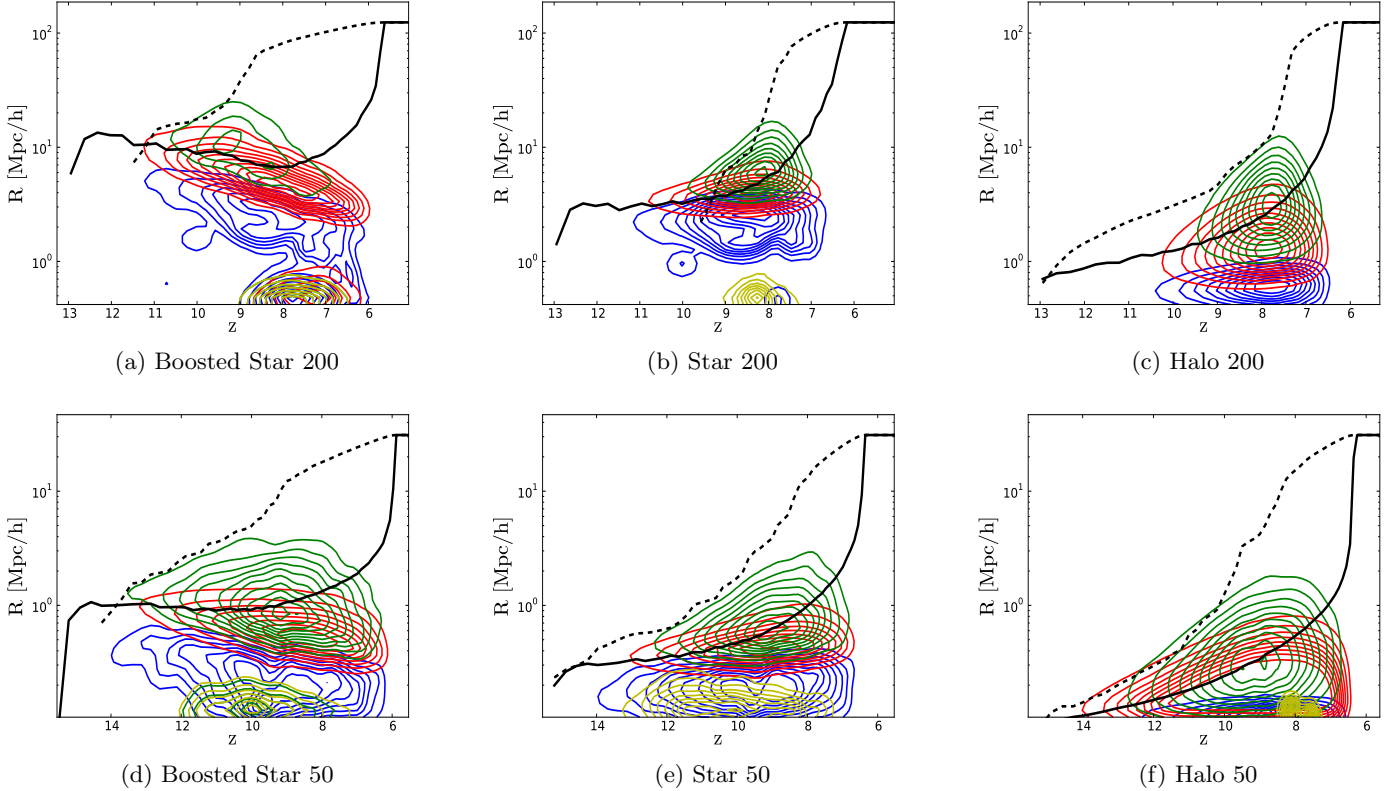 10²
10¹
10⁰
R [Mpc/h]
13 12 11 10 9 8 7 6
z
(a) Boosted Star 200
10²
10¹
10⁰
R [Mpc/h]
13 12 11 10 9 8 7 6
z
(b) Star 200
10²
10¹
10⁰
R [Mpc/h]
13 12 11 10 9 8 7 6
z
(c) Halo 200
10¹
10⁰
R [Mpc/h]
14 12 10 8 6
z
(d) Boosted Star 50
10¹
10⁰
R [Mpc/h]
14 12 10 8 6
z
(e) Star 50
10¹
10⁰
R [Mpc/h]
14 12 10 8 6
z
(f) Halo 50